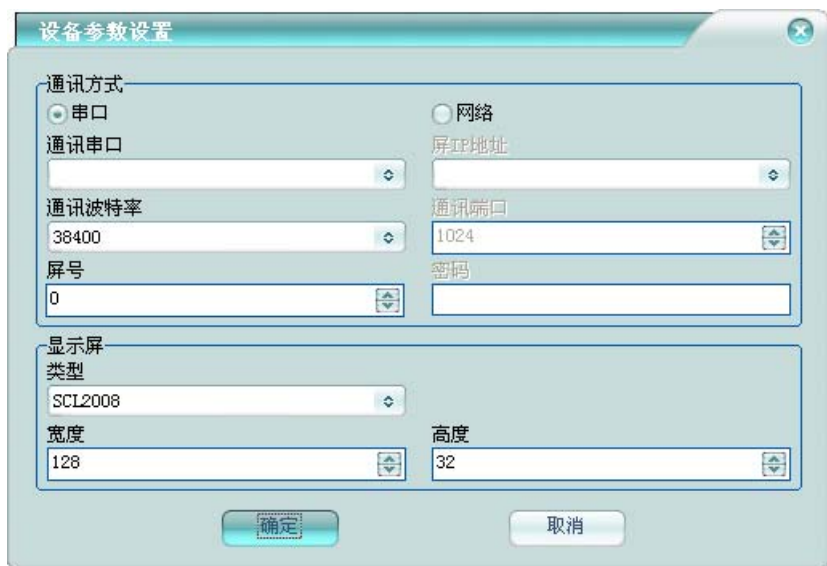 设备参数设置
通讯方式
串口 网络
通讯串口 屏IP地址
通讯波特率 通讯端口
38400 1024
屏号 密码
0
显示屏
类型
SCL2008
宽度 高度
128 32
确定 取消